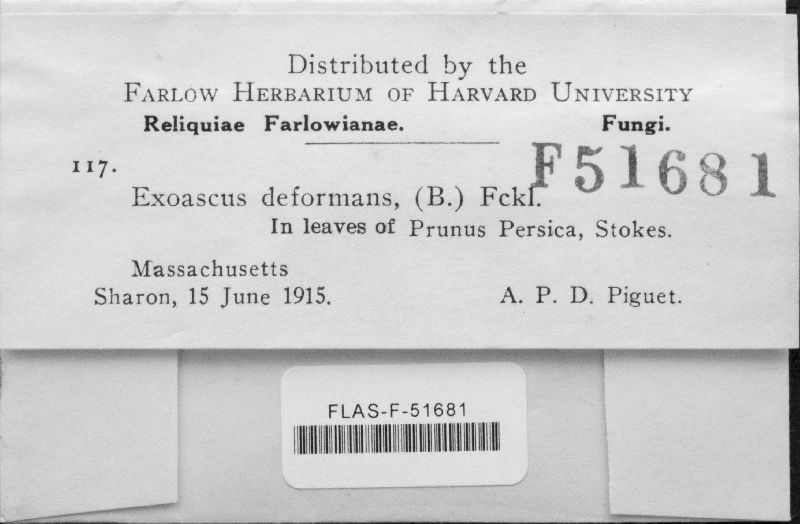 Distributed by the
Farlow Herbarium of Harvard University
Reliquiae Farlowianae. Fungi.
117. F51681
Exoascus deformans, (B.) Fckl.
In leaves of Prunus Persica, Stokes.
Massachusetts
Sharon, 15 June 1915. A. P. D. Piguet.
FLAS-F-51681